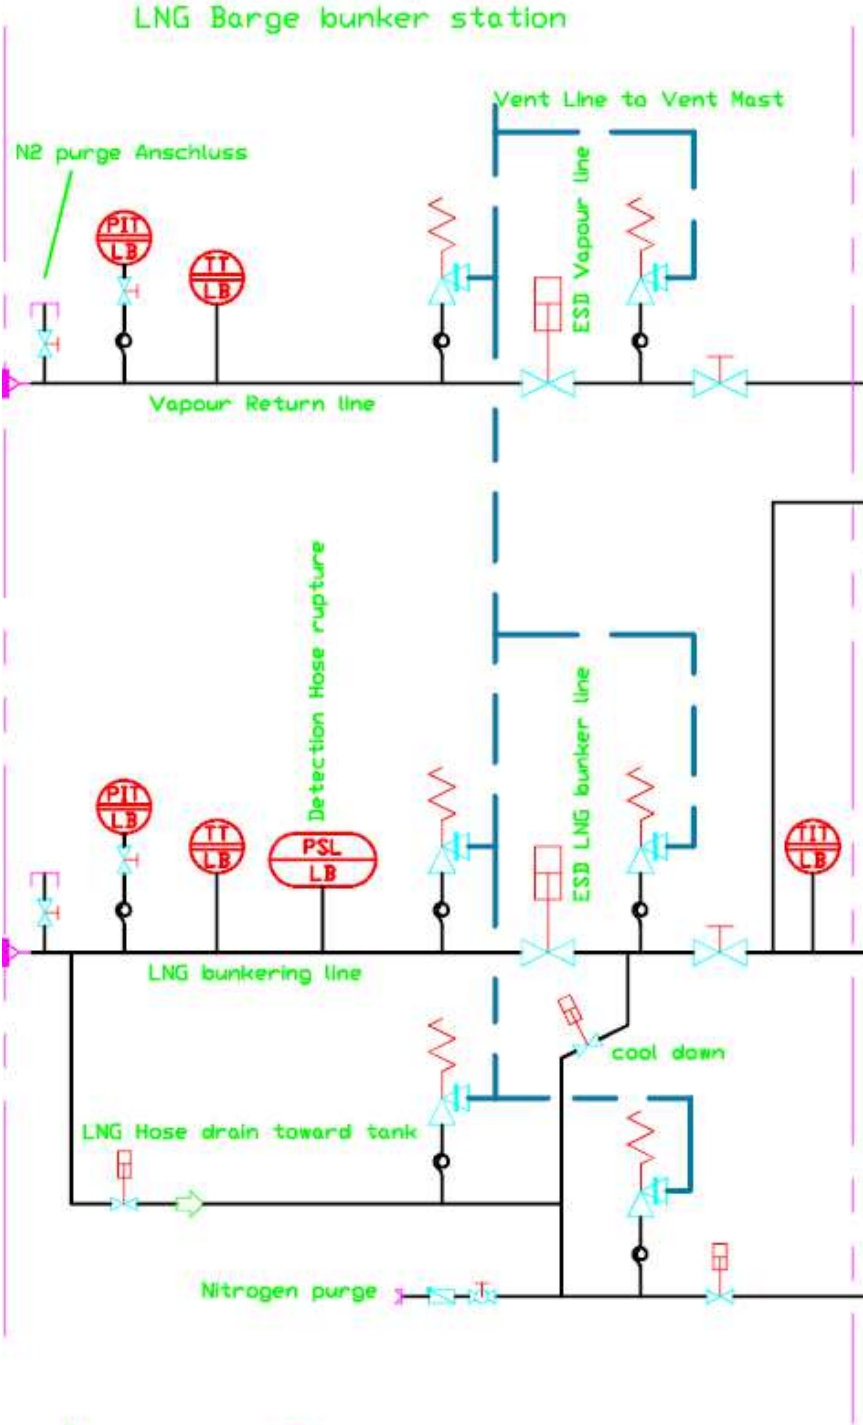 LNG Barge bunker station
Vent Line to Vent Mast
N2 purge Anschluss
ESD Vapour line
PIT
LB
TT
LB
Vapour Return line
Detection Hose rupture
ESD LNG bunker line
PIT
LB
TT
LB
PSL
LB
TIT
LB
LNG bunkering line
cool down
LNG Hose drain toward tank
Nitrogen purge